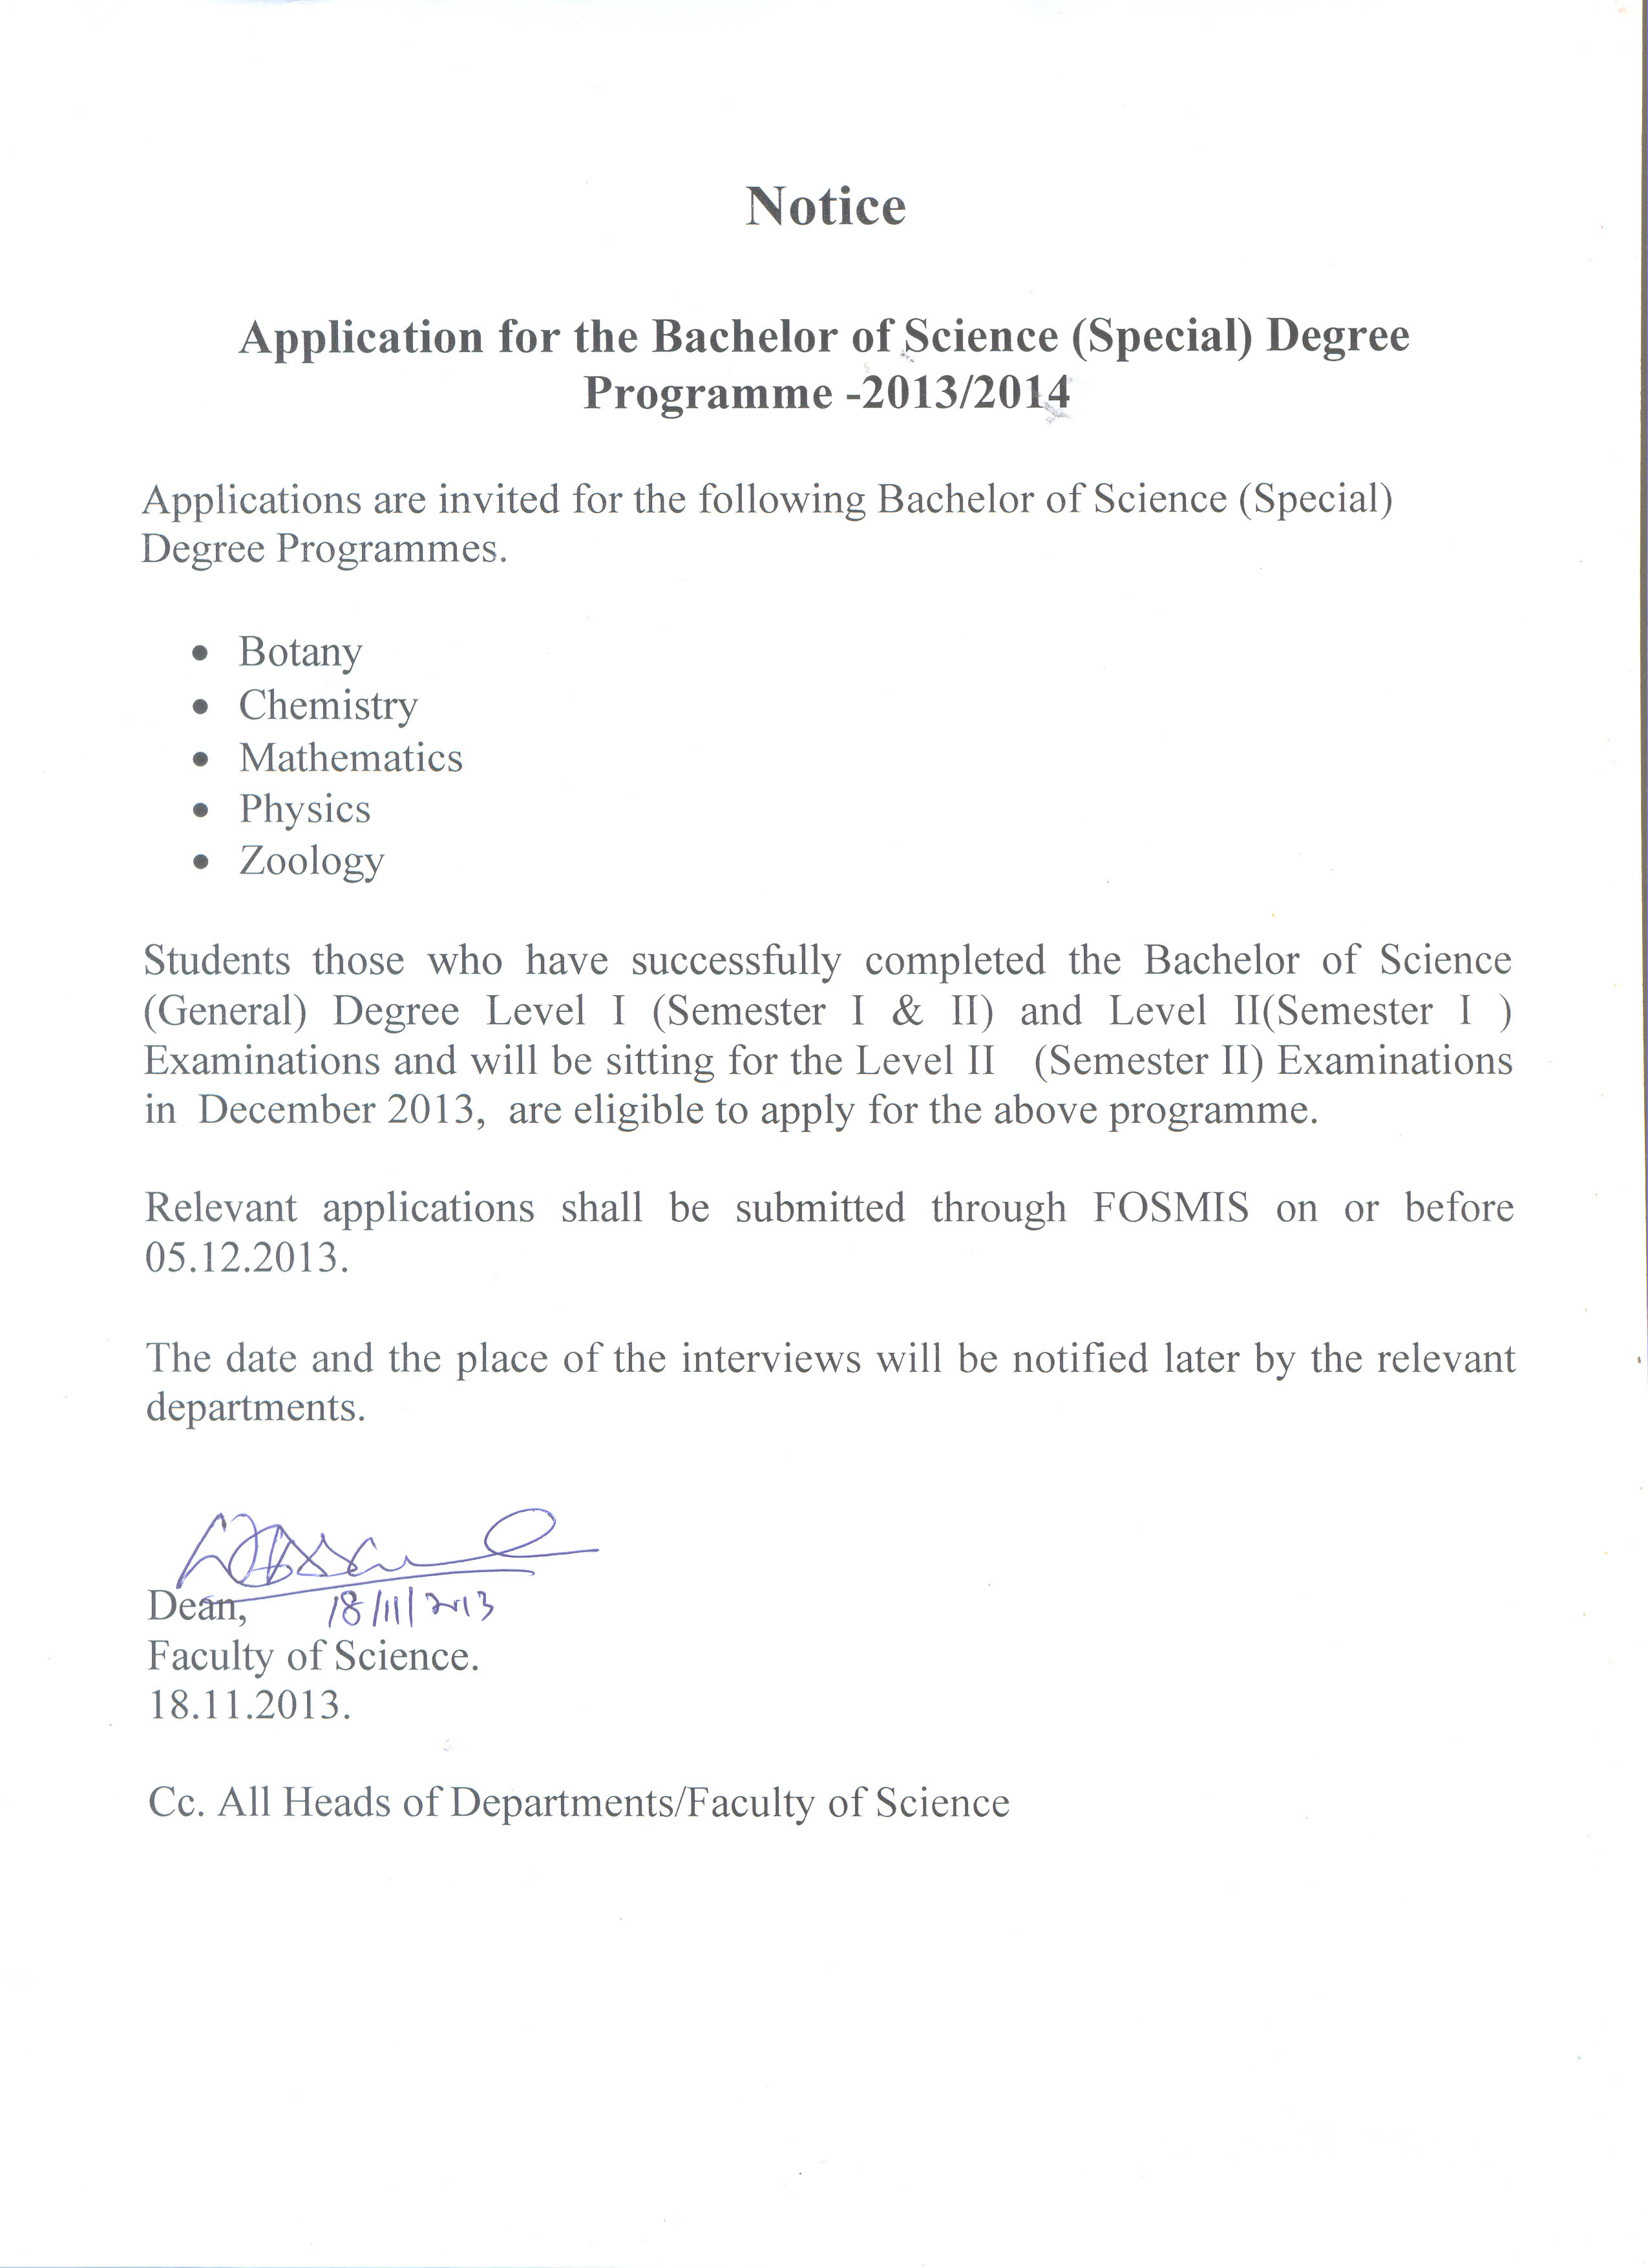 Notice
Application for the Bachelor of Science (Special) Degree
Programme -2013/2014
Applications are invited for the following Bachelor of Science (Special)
Degree Programmes.
• Botany
• Chemistry
• Mathematics
• Physics
• Zoology
Students those who have successfully completed the Bachelor of Science
(General) Degree Level I (Semester I & II) and Level II(Semester I )
Examinations and will be sitting for the Level II (Semester II) Examinations
in December 2013, are eligible to apply for the above programme.
Relevant applications shall be submitted through FOSMIS on or before
05.12.2013.
The date and the place of the interviews will be notified later by the relevant
departments.
Dean, 18/11/2013
Faculty of Science.
18.11.2013.
Cc. All Heads of Departments/Faculty of Science